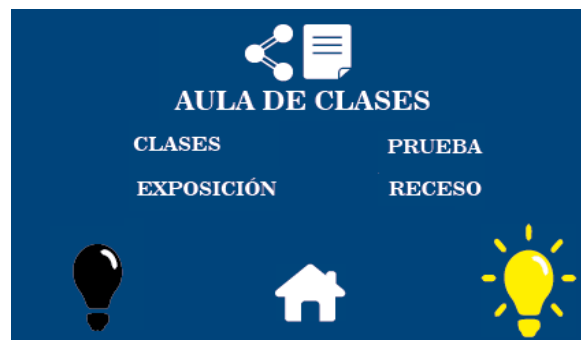 AULA DE CLASES
CLASES PRUEBA
EXPOSICIÓN RECESO